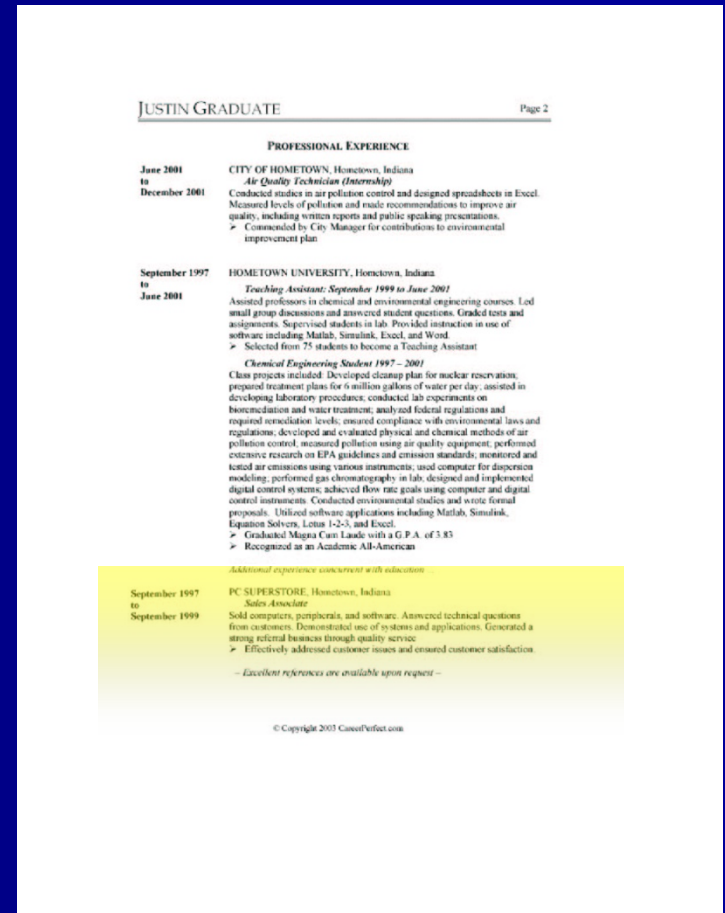 JUSTIN GRADUATE Page 2
PROFESSIONAL EXPERIENCE
June 2001 CITY OF HOMETOWN, Hometown, Indiana
to Air Quality Technician (Internship)
December 2001 Conducted studies in air pollution control and designed spreadsheets in Excel.
Measured levels of pollution and made recommendations to improve air
quality, including written reports and public speaking presentations.
➢ Commended by City Manager for contributions to environmental
improvement plan
September 1997 HOMETOWN UNIVERSITY, Hometown, Indiana
to
June 2001 Teaching Assistant: September 1999 to June 2001
Assisted professors in chemical and environmental engineering courses. Led
small group discussions and answered student questions. Graded tests and
assignments. Supervised students in lab. Provided instruction in use of
software including Matlab, Simulink, Excel, and Word.
➢ Selected from 75 students to become a Teaching Assistant
Chemical Engineering Student 1997 – 2001
Class projects included: Developed cleanup plan for nuclear reservation;
prepared treatment plans for 6 million gallons of water per day; assisted in
developing laboratory procedures; conducted lab experiments on
bioremediation and water treatment; analyzed federal regulations and
required remediation levels; ensured compliance with environmental laws and
regulations; developed and evaluated physical and chemical methods of air
pollution control; measured pollution using air quality equipment; performed
extensive research on EPA guidelines and emission standards; monitored and
tested air emissions using various instruments; used computer for dispersion
modeling; performed gas chromatography in lab; designed and implemented
digital control systems; achieved flow rate goals using computer and digital
control instruments. Conducted environmental studies and wrote formal
proposals. Utilized software applications including Matlab, Simulink,
Equation Solvers, Lotus 1-2-3, and Excel.
➢ Graduated Magna Cum Laude with a G.P.A. of 3.83
➢ Recognized as an Academic All-American
Additional experience concurrent with education ...
September 1997 PC SUPERSTORE, Hometown, Indiana
to Sales Associate
September 1999 Sold computers, peripherals, and software. Answered technical questions
from customers. Demonstrated use of systems and applications. Generated a
strong referral business through quality service
➢ Effectively addressed customer issues and ensured customer satisfaction.
– Excellent references are available upon request –
© Copyright 2003 CareerPerfect.com